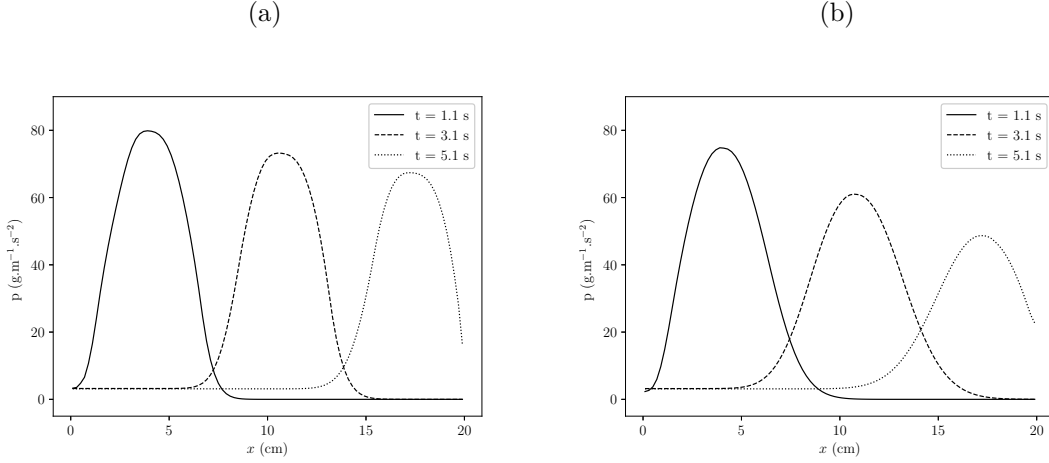 (a)
(b)
t = 1.1 s
t = 3.1 s
t = 5.1 s
80
60
40
20
0
p (g.m⁻¹.s⁻²)
0 5 10 15 20
x (cm)
t = 1.1 s
t = 3.1 s
t = 5.1 s
80
60
40
20
0
p (g.m⁻¹.s⁻²)
0 5 10 15 20
x (cm)